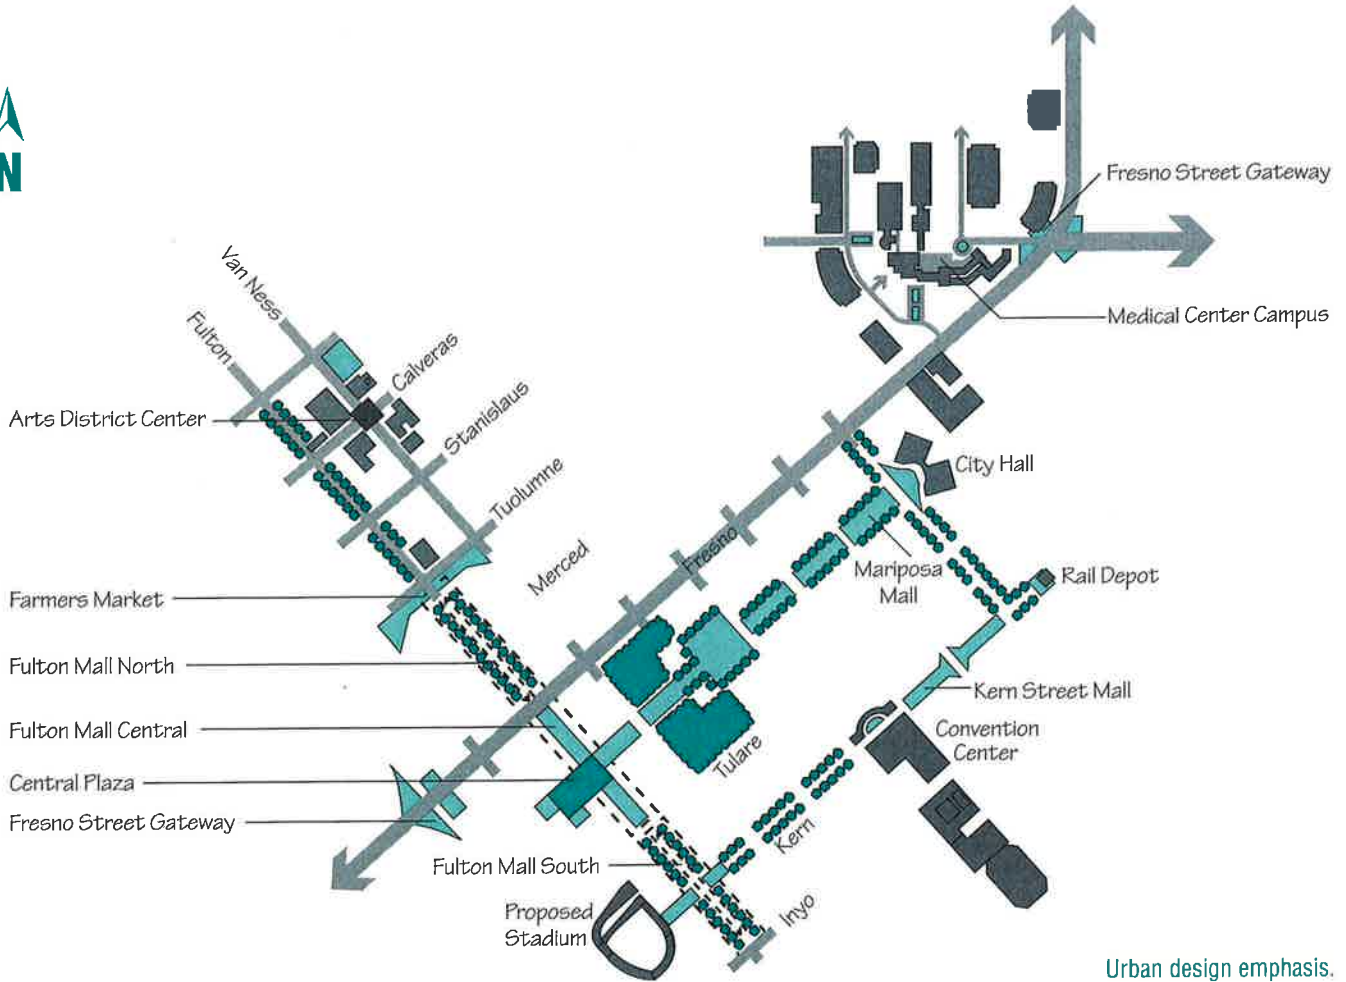 N
Fresno Street Gateway
Medical Center Campus
Van Ness
Fulton
Calveras
Stanislaus
Tuolumne
Merced
Fresno
Arts District Center
City Hall
Mariposa
Mall
Rail Depot
Farmers Market
Fulton Mall North
Kern Street Mall
Fulton Mall Central
Convention
Center
Tulare
Central Plaza
Fresno Street Gateway
Kern
Fulton Mall South
Inyo
Proposed
Stadium
Urban design emphasis.